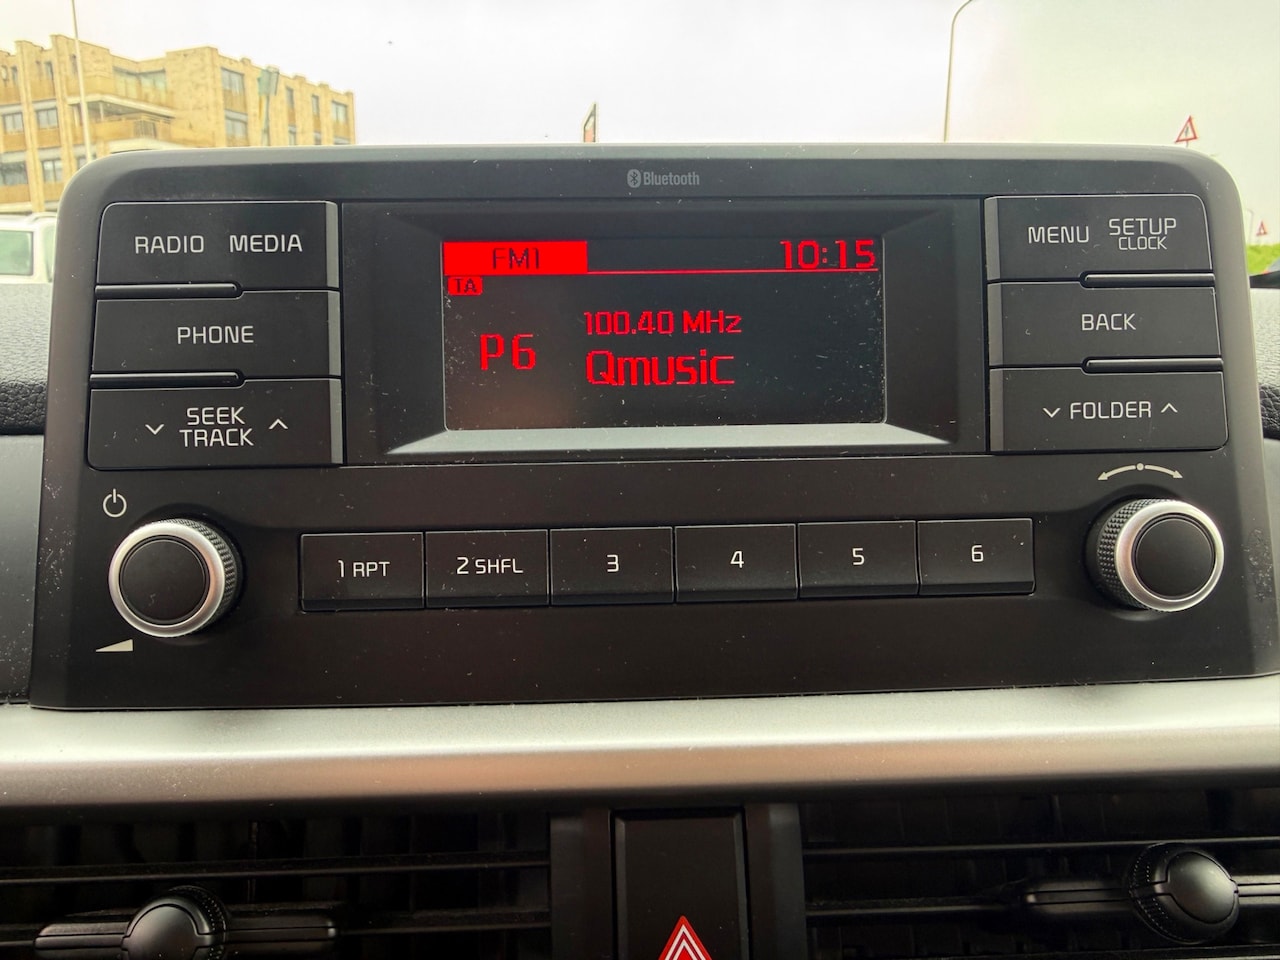 Bluetooth
RADIO MEDIA
PHONE
SEEK
TRACK
FM1 10:15
TA
100.40 MHz
P6
Qmusic
MENU SETUP
CLOCK
BACK
FOLDER
1 RPT 2 SHFL 3 4 5 6